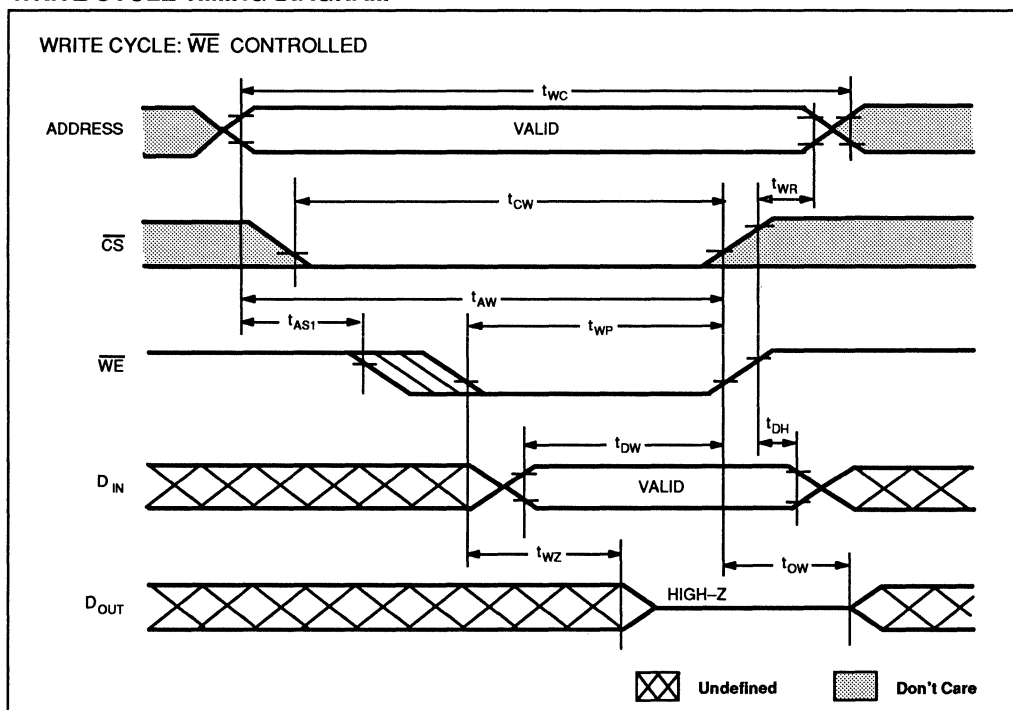 WRITE CYCLE: WE CONTROLLED
tWC
ADDRESS
VALID
tWR
tCW
CS
tAW
tAS1
tWP
WE
tDH
tDW
D IN
VALID
tWZ
tOW
DOUT
HIGH–Z
Undefined
Don't Care